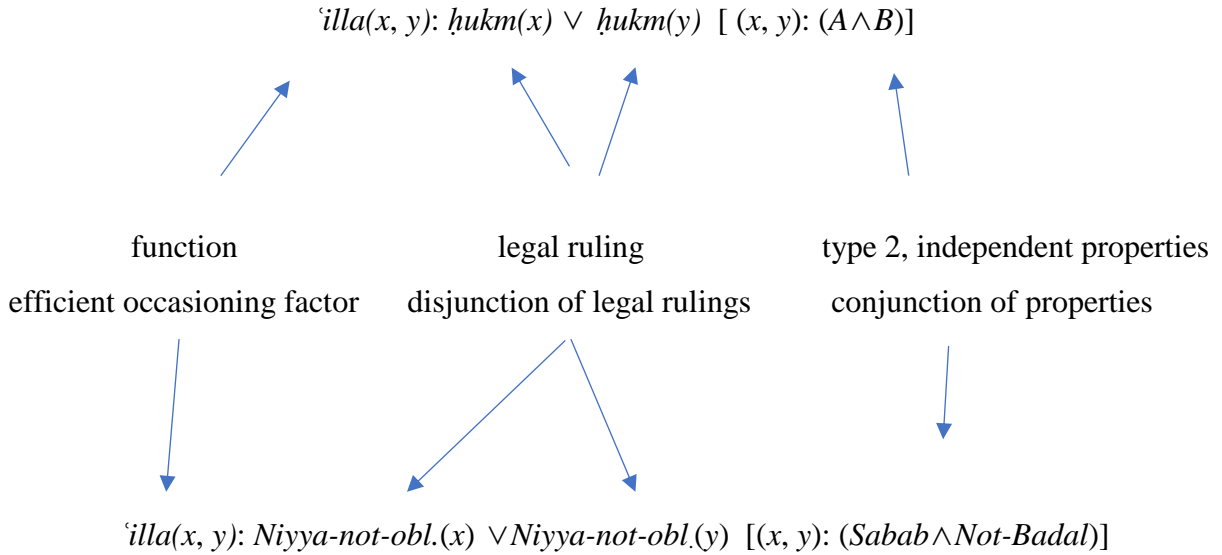 ʿilla(x, y): ḥukm(x) ∨ ḥukm(y) [ (x, y): (A∧B)]
function legal ruling type 2, independent properties
efficient occasioning factor disjunction of legal rulings conjunction of properties
ʿilla(x, y): Niyya-not-obl.(x) ∨Niyya-not-obl.(y) [(x, y): (Sabab∧Not-Badal)]